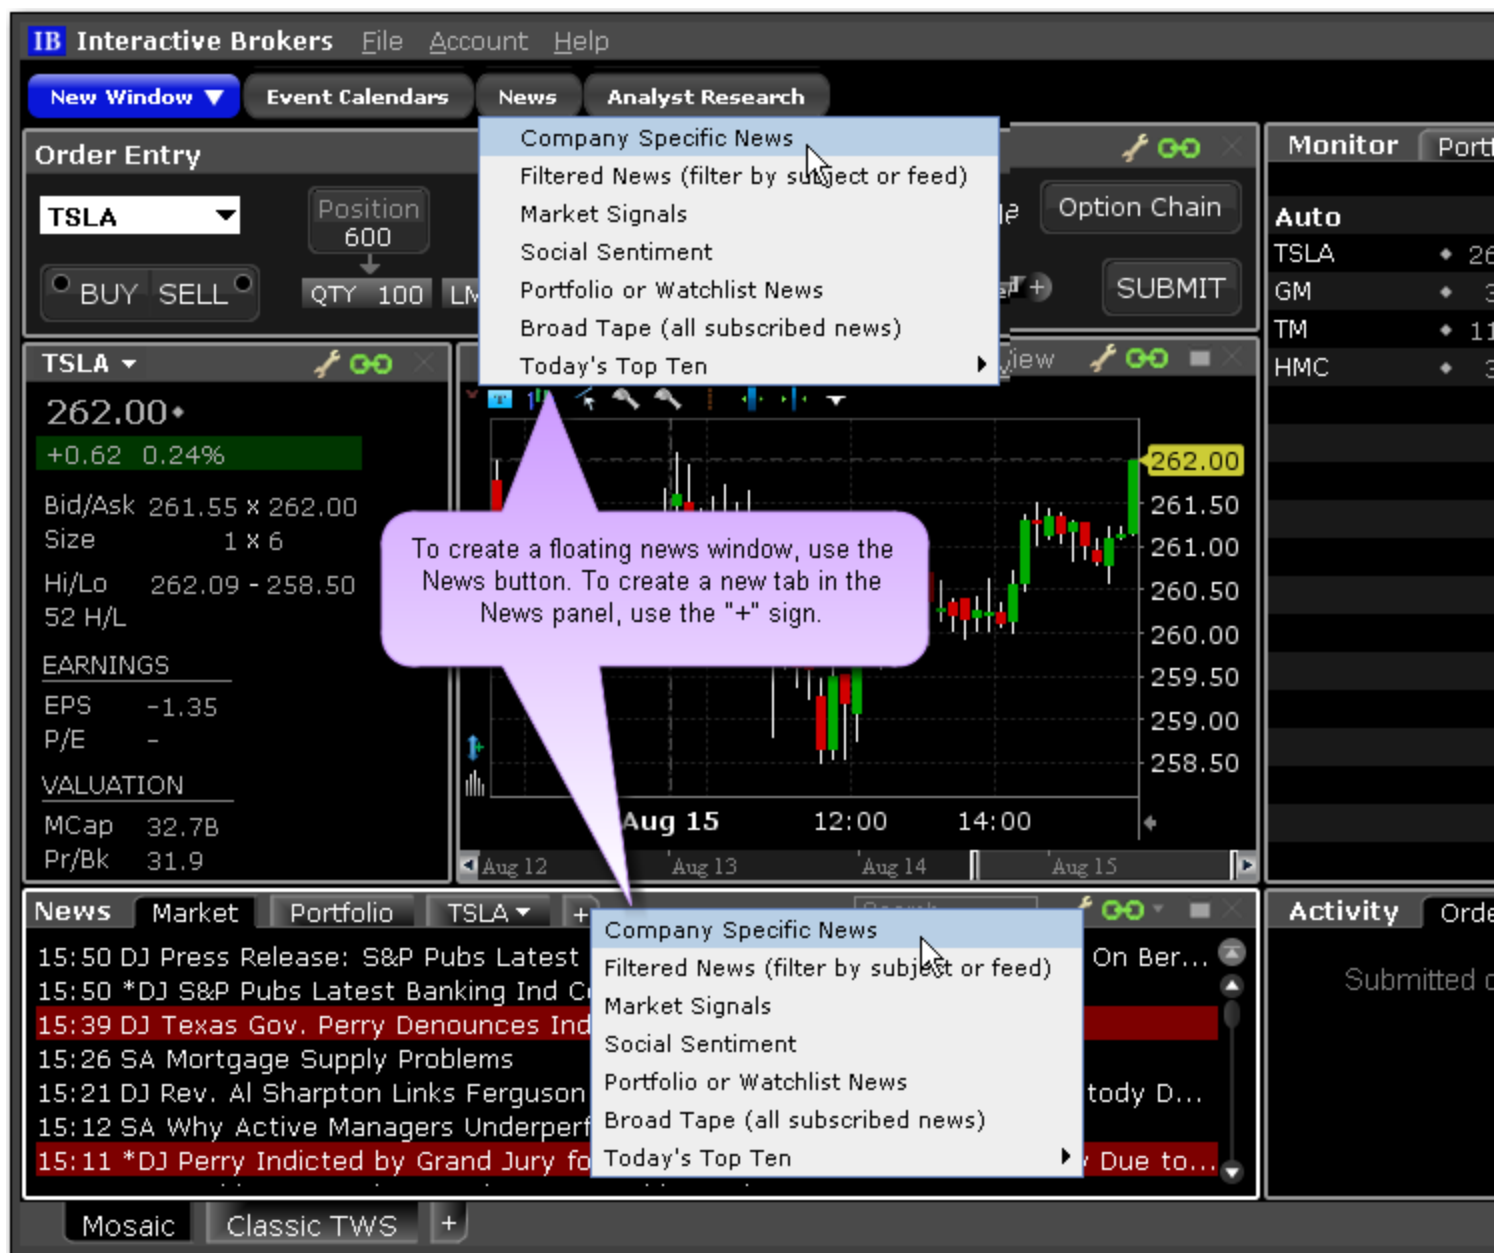 IB Interactive Brokers File Account Help
New Window Event Calendars News Analyst Research
Order Entry
TSLA
Position
600
BUY SELL
QTY 100
Option Chain
SUBMIT
Company Specific News
Filtered News (filter by subject or feed)
Market Signals
Social Sentiment
Portfolio or Watchlist News
Broad Tape (all subscribed news)
Today's Top Ten
Monitor
Auto
TSLA
GM
TM
HMC
TSLA
262.00
+0.62 0.24%
Bid/Ask 261.55 x 262.00
Size 1 x 6
Hi/Lo 262.09 - 258.50
52 H/L
EARNINGS
EPS -1.35
P/E -
VALUATION
MCap 32.7B
Pr/Bk 31.9
View
262.00
261.50
261.00
260.50
260.00
259.50
259.00
258.50
Aug 15 12:00 14:00
Aug 12 Aug 13 Aug 14 Aug 15
To create a floating news window, use the
News button. To create a new tab in the
News panel, use the "+" sign.
News Market Portfolio TSLA +
15:50 DJ Press Release: S&P Pubs Latest On Ber...
15:50 *DJ S&P Pubs Latest Banking Ind
15:39 DJ Texas Gov. Perry Denounces
15:26 SA Mortgage Supply Problems
15:21 DJ Rev. Al Sharpton Links Ferguson D...
15:12 SA Why Active Managers
15:11 *DJ Perry Indicted by Grand Jury Due to...
Company Specific News
Filtered News (filter by subject or feed)
Market Signals
Social Sentiment
Portfolio or Watchlist News
Broad Tape (all subscribed news)
Today's Top Ten
Activity
Submitted
Mosaic Classic TWS +